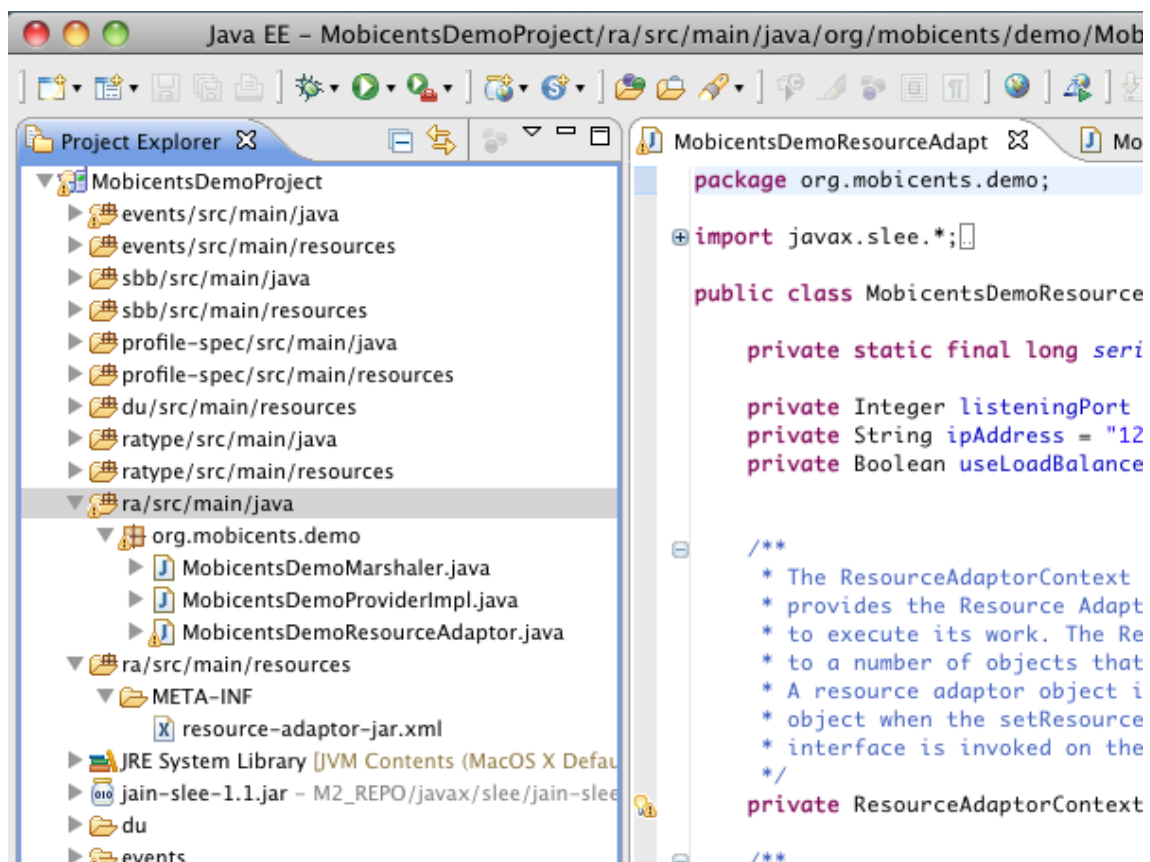 Java EE – MobicentsDemoProject/ra/src/main/java/org/mobicents/demo/Mob
Project Explorer
MobicentsDemoProject
events/src/main/java
events/src/main/resources
sbb/src/main/java
sbb/src/main/resources
profile-spec/src/main/java
profile-spec/src/main/resources
du/src/main/resources
ratype/src/main/java
ratype/src/main/resources
ra/src/main/java
org.mobicents.demo
MobicentsDemoMarshaler.java
MobicentsDemoProviderImpl.java
MobicentsDemoResourceAdaptor.java
ra/src/main/resources
META-INF
resource-adaptor-jar.xml
JRE System Library [JVM Contents (MacOS X Defau
jain-slee-1.1.jar – M2_REPO/javax/slee/jain-slee
du
events
MobicentsDemoResourceAdapt
Mo
package org.mobicents.demo;
import javax.slee.*;
public class MobicentsDemoResource
private static final long seri
private Integer listeningPort
private String ipAddress = "12
private Boolean useLoadBalance
/**
* The ResourceAdaptorContext
* provides the Resource Adapt
* to execute its work. The Re
* to a number of objects that
* A resource adaptor object i
* object when the setResource
* interface is invoked on the
*/
private ResourceAdaptorContext
/**